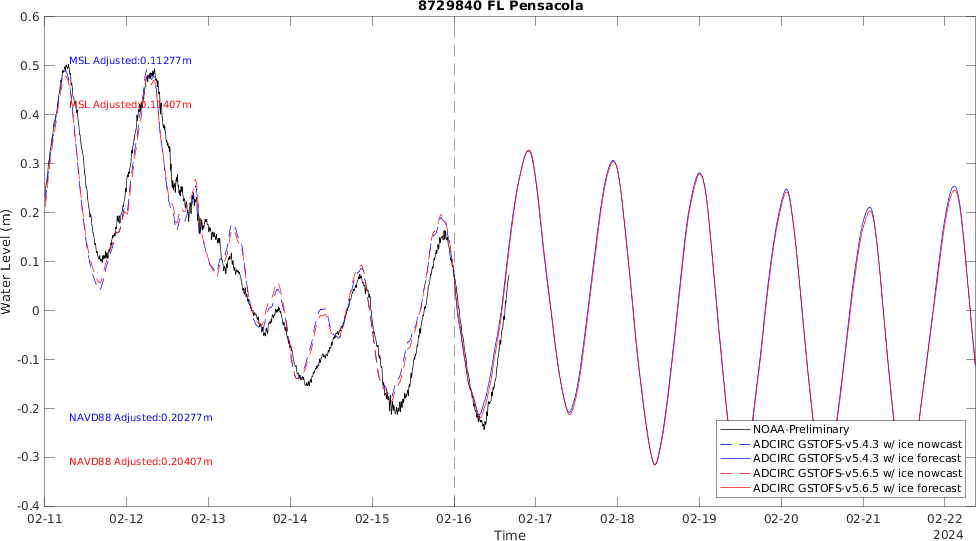 8729840 FL Pensacola
0.6
0.5
0.4
0.3
0.2
0.1
0
-0.1
-0.2
-0.3
-0.4
Water Level (m)
MSL Adjusted:0.11277m
MSL Adjusted:0.11407m
NAVD88 Adjusted:0.20277m
NAVD88 Adjusted:0.20407m
NOAA-Preliminary
ADCIRC GSTOFS-v5.4.3 w/ ice nowcast
ADCIRC GSTOFS-v5.4.3 w/ ice forecast
ADCIRC GSTOFS-v5.6.5 w/ ice nowcast
ADCIRC GSTOFS-v5.6.5 w/ ice forecast
02-11 02-12 02-13 02-14 02-15 02-16 02-17 02-18 02-19 02-20 02-21 02-22
Time
2024